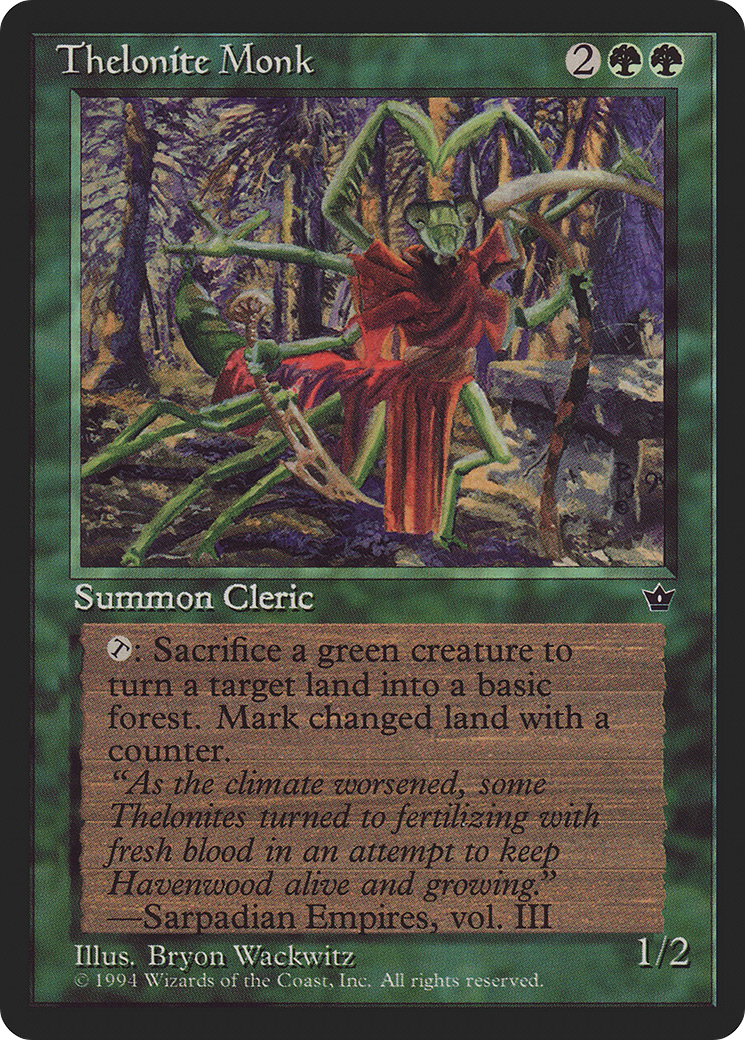 Thelonite Monk 2
Summon Cleric
T: Sacrifice a green creature to
turn a target land into a basic
forest. Mark changed land with a
counter.
“As the climate worsened, some
Thelonites turned to fertilizing with
fresh blood in an attempt to keep
Havenwood alive and growing.”
—Sarpadian Empires, vol. III
Illus. Bryon Wackwitz 1/2
© 1994 Wizards of the Coast, Inc. All rights reserved.